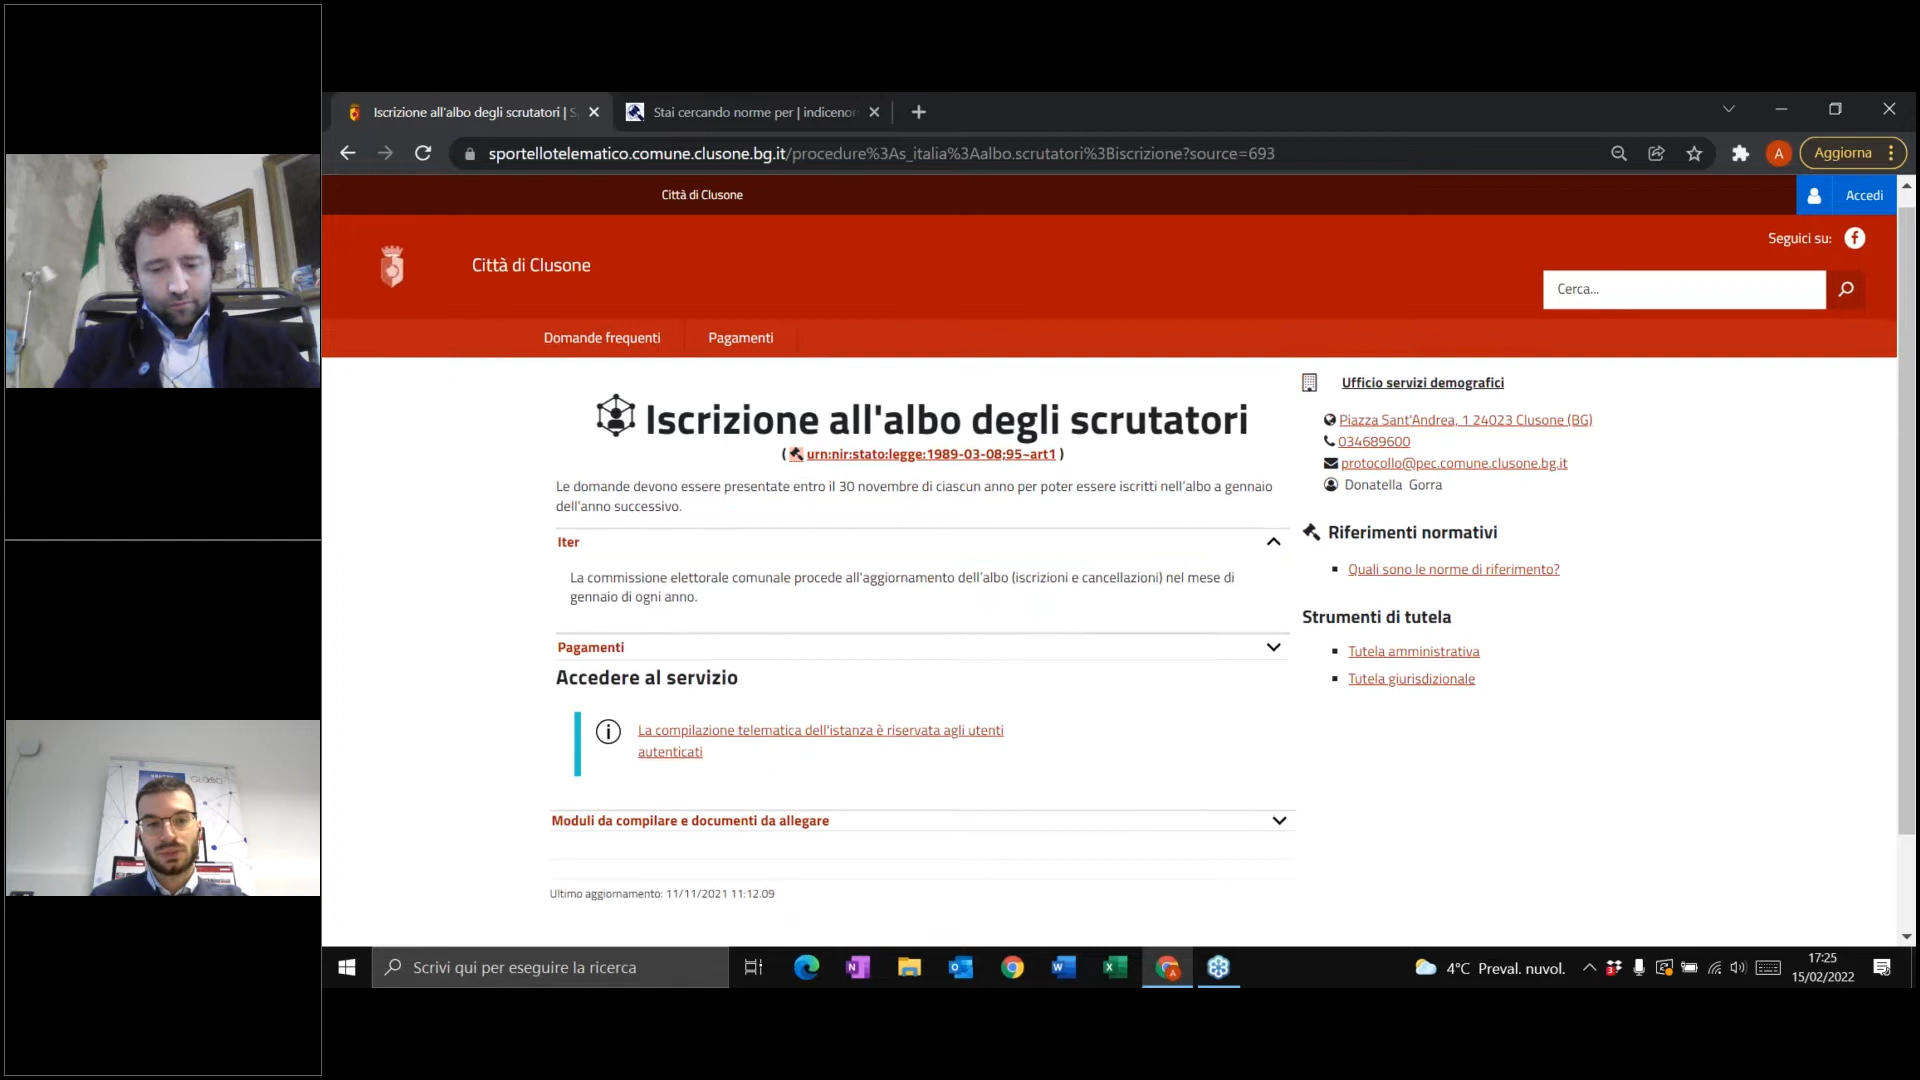 Iscrizione all'albo degli scrutatori | S
Stai cercando norme per | indicenor
sportellotelematico.comune.clusone.bg.it/procedure%3As_italia%3Aalbo.scrutatori%3Biscrizione?source=693
A
Aggiorna
Città di Clusone
Accedi
Seguici su:
Città di Clusone
Cerca...
Domande frequenti
Pagamenti
Iscrizione all'albo degli scrutatori
( urn:nir:stato:legge:1989-03-08;95~art1 )
Le domande devono essere presentate entro il 30 novembre di ciascun anno per poter essere iscritti nell'albo a gennaio
dell'anno successivo.
Iter
La commissione elettorale comunale procede all'aggiornamento dell'albo (iscrizioni e cancellazioni) nel mese di
gennaio di ogni anno.
Pagamenti
Accedere al servizio
La compilazione telematica dell'istanza è riservata agli utenti
autenticati
Moduli da compilare e documenti da allegare
Ultimo aggiornamento: 11/11/2021 11:12.09
Ufficio servizi demografici
Piazza Sant'Andrea, 1 24023 Clusone (BG)
034689600
protocollo@pec.comune.clusone.bg.it
Donatella Gorra
Riferimenti normativi
Quali sono le norme di riferimento?
Strumenti di tutela
Tutela amministrativa
Tutela giurisdizionale
Scrivi qui per eseguire la ricerca
4°C Preval. nuvol.
17:25
15/02/2022